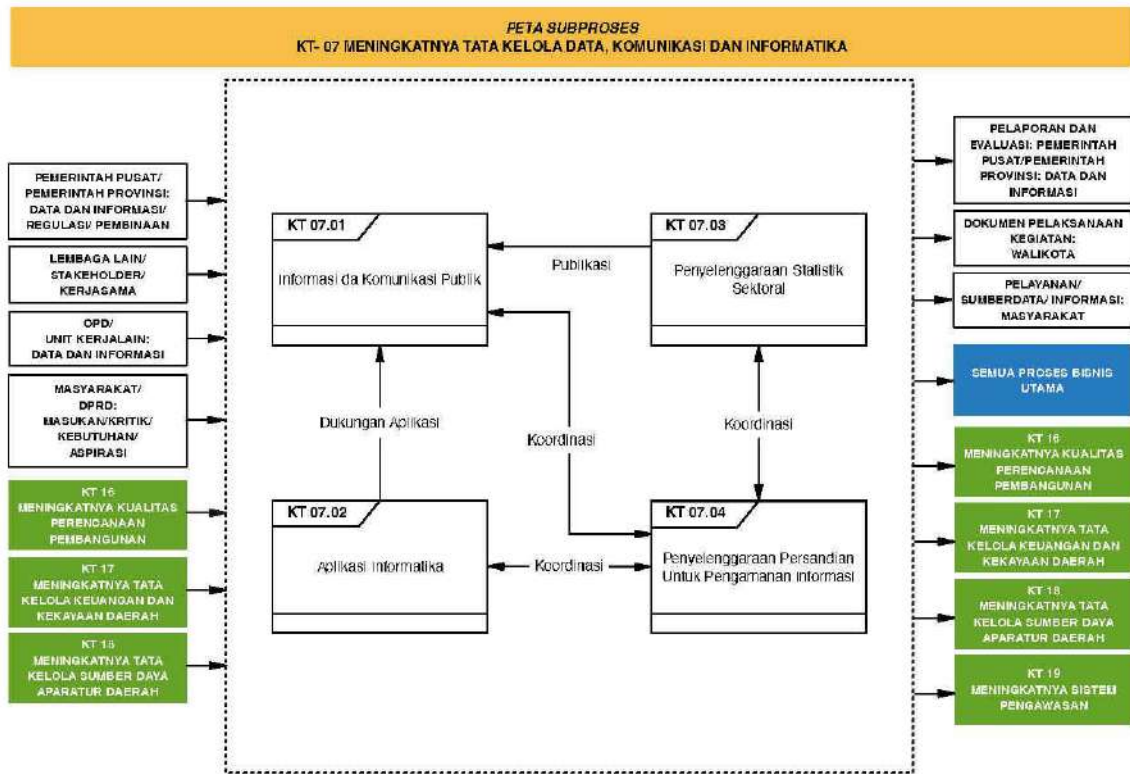 PETA SUBPROSES
KT- 07 MENINGKATNYA TATA KELOLA DATA, KOMUNIKASI DAN INFORMATIKA
PEMERINTAH PUSAT/
PEMERINTAH PROVINSI:
DATA DAN INFORMASI/
REGULASI/ PEMBINAAN
LEMBAGA LAIN/
STAKEHOLDER/
KERJASAMA
OPD/
UNIT KERJALAIN:
DATA DAN INFORMASI
MASYARAKAT/
DPRD:
MASUKAN/KRITIK/
KEBUTUHAN/
ASPIRASI
KT 16
MENINGKATNYA KUALITAS
PERENCANAAN
PEMBANGUNAN
KT 17
MENINGKATNYA TATA
KELOLA KEUANGAN DAN
KEKAYAAN DAERAH
KT 18
MENINGKATNYA TATA
KELOLA SUMBER DAYA
APARATUR DAERAH
KT 07.01
Informasi da Komunikasi Publik
Publikasi
KT 07.03
Penyelenggaraan Statistik
Sektoral
Dukungan Aplikasi
Koordinasi
Koordinasi
KT 07.02
Aplikasi Informatika
Koordinasi
KT 07.04
Penyelenggaraan Persandian
Untuk Pengamanan Informasi
PELAPORAN DAN
EVALUASI: PEMERINTAH
PUSAT/PEMERINTAH
PROVINSI: DATA DAN
INFORMASI
DOKUMEN PELAKSANAAN
KEGIATAN:
WALIKOTA
PELAYANAN/
SUMBERDATA/ INFORMASI:
MASYARAKAT
SEMUA PROSES BISNIS
UTAMA
KT 16
MENINGKATNYA KUALITAS
PERENCANAAN
PEMBANGUNAN
KT 17
MENINGKATNYA TATA
KELOLA KEUANGAN DAN
KEKAYAAN DAERAH
KT 18
MENINGKATNYA TATA
KELOLA SUMBER DAYA
APARATUR DAERAH
KT 19
MENINGKATNYA SISTEM
PENGAWASAN